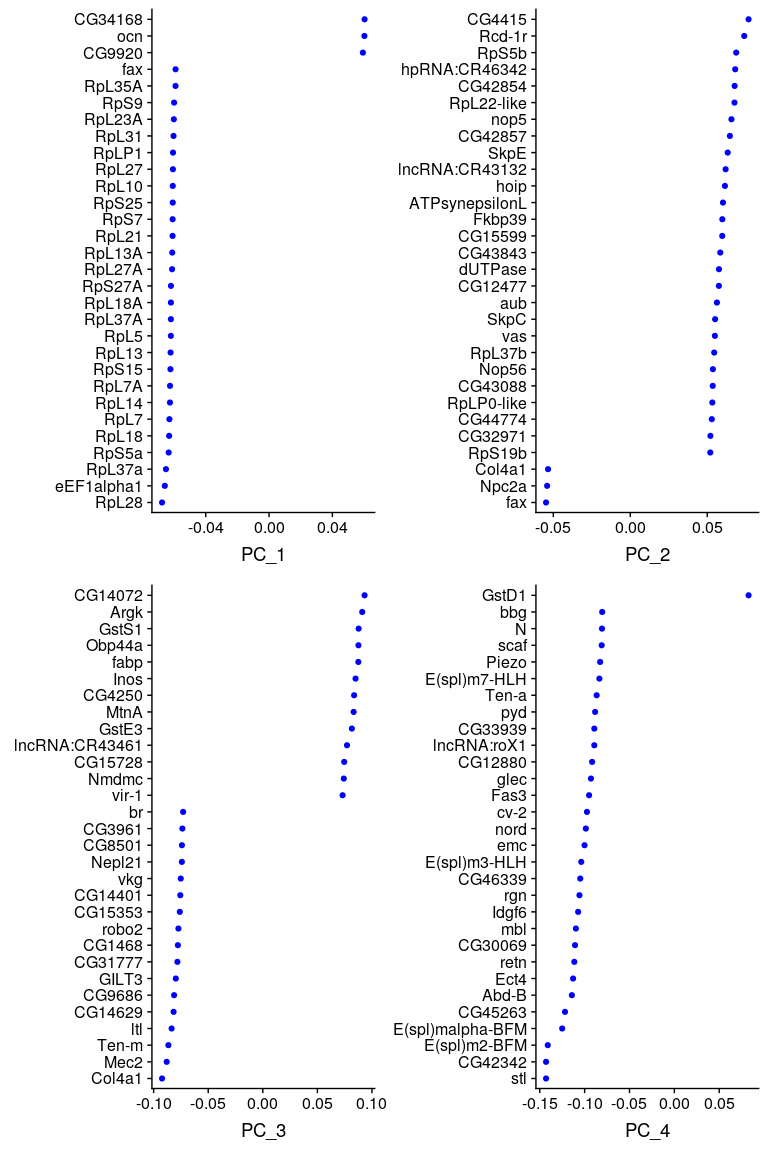 CG34168
ocn
CG9920
fax
RpL35A
RpS9
RpL23A
RpL31
RpLP1
RpL27
RpL10
RpS25
RpS7
RpL21
RpL13A
RpL27A
RpS27A
RpL18A
RpL37A
RpL5
RpL13
RpS15
RpL7A
RpL14
RpL7
RpL18
RpS5a
RpL37a
eEF1alpha1
RpL28
-0.04 0.00 0.04
PC_1
CG4415
Rcd-1r
RpS5b
hpRNA:CR46342
CG42854
RpL22-like
nop5
CG42857
SkpE
lncRNA:CR43132
hoip
ATPsynepsilonL
Fkbp39
CG15599
CG43843
dUTPase
CG12477
aub
SkpC
vas
RpL37b
Nop56
CG43088
RpLP0-like
CG44774
CG32971
RpS19b
Col4a1
Npc2a
fax
-0.05 0.00 0.05
PC_2
CG14072
Argk
GstS1
Obp44a
fabp
Inos
CG4250
MtnA
GstE3
lncRNA:CR43461
CG15728
Nmdmc
vir-1
br
CG3961
CG8501
Nepl21
vkg
CG14401
CG15353
robo2
CG1468
CG31777
GILT3
CG9686
CG14629
ltl
Ten-m
Mec2
Col4a1
-0.10 -0.05 0.00 0.05 0.10
PC_3
GstD1
bbg
N
scaf
Piezo
E(spl)m7-HLH
Ten-a
pyd
CG33939
lncRNA:roX1
CG12880
glec
Fas3
cv-2
nord
emc
E(spl)m3-HLH
CG46339
rgn
Idgf6
mbl
CG30069
retn
Ect4
Abd-B
CG45263
E(spl)malpha-BFM
E(spl)m2-BFM
CG42342
stl
-0.15 -0.10 -0.05 0.00 0.05
PC_4